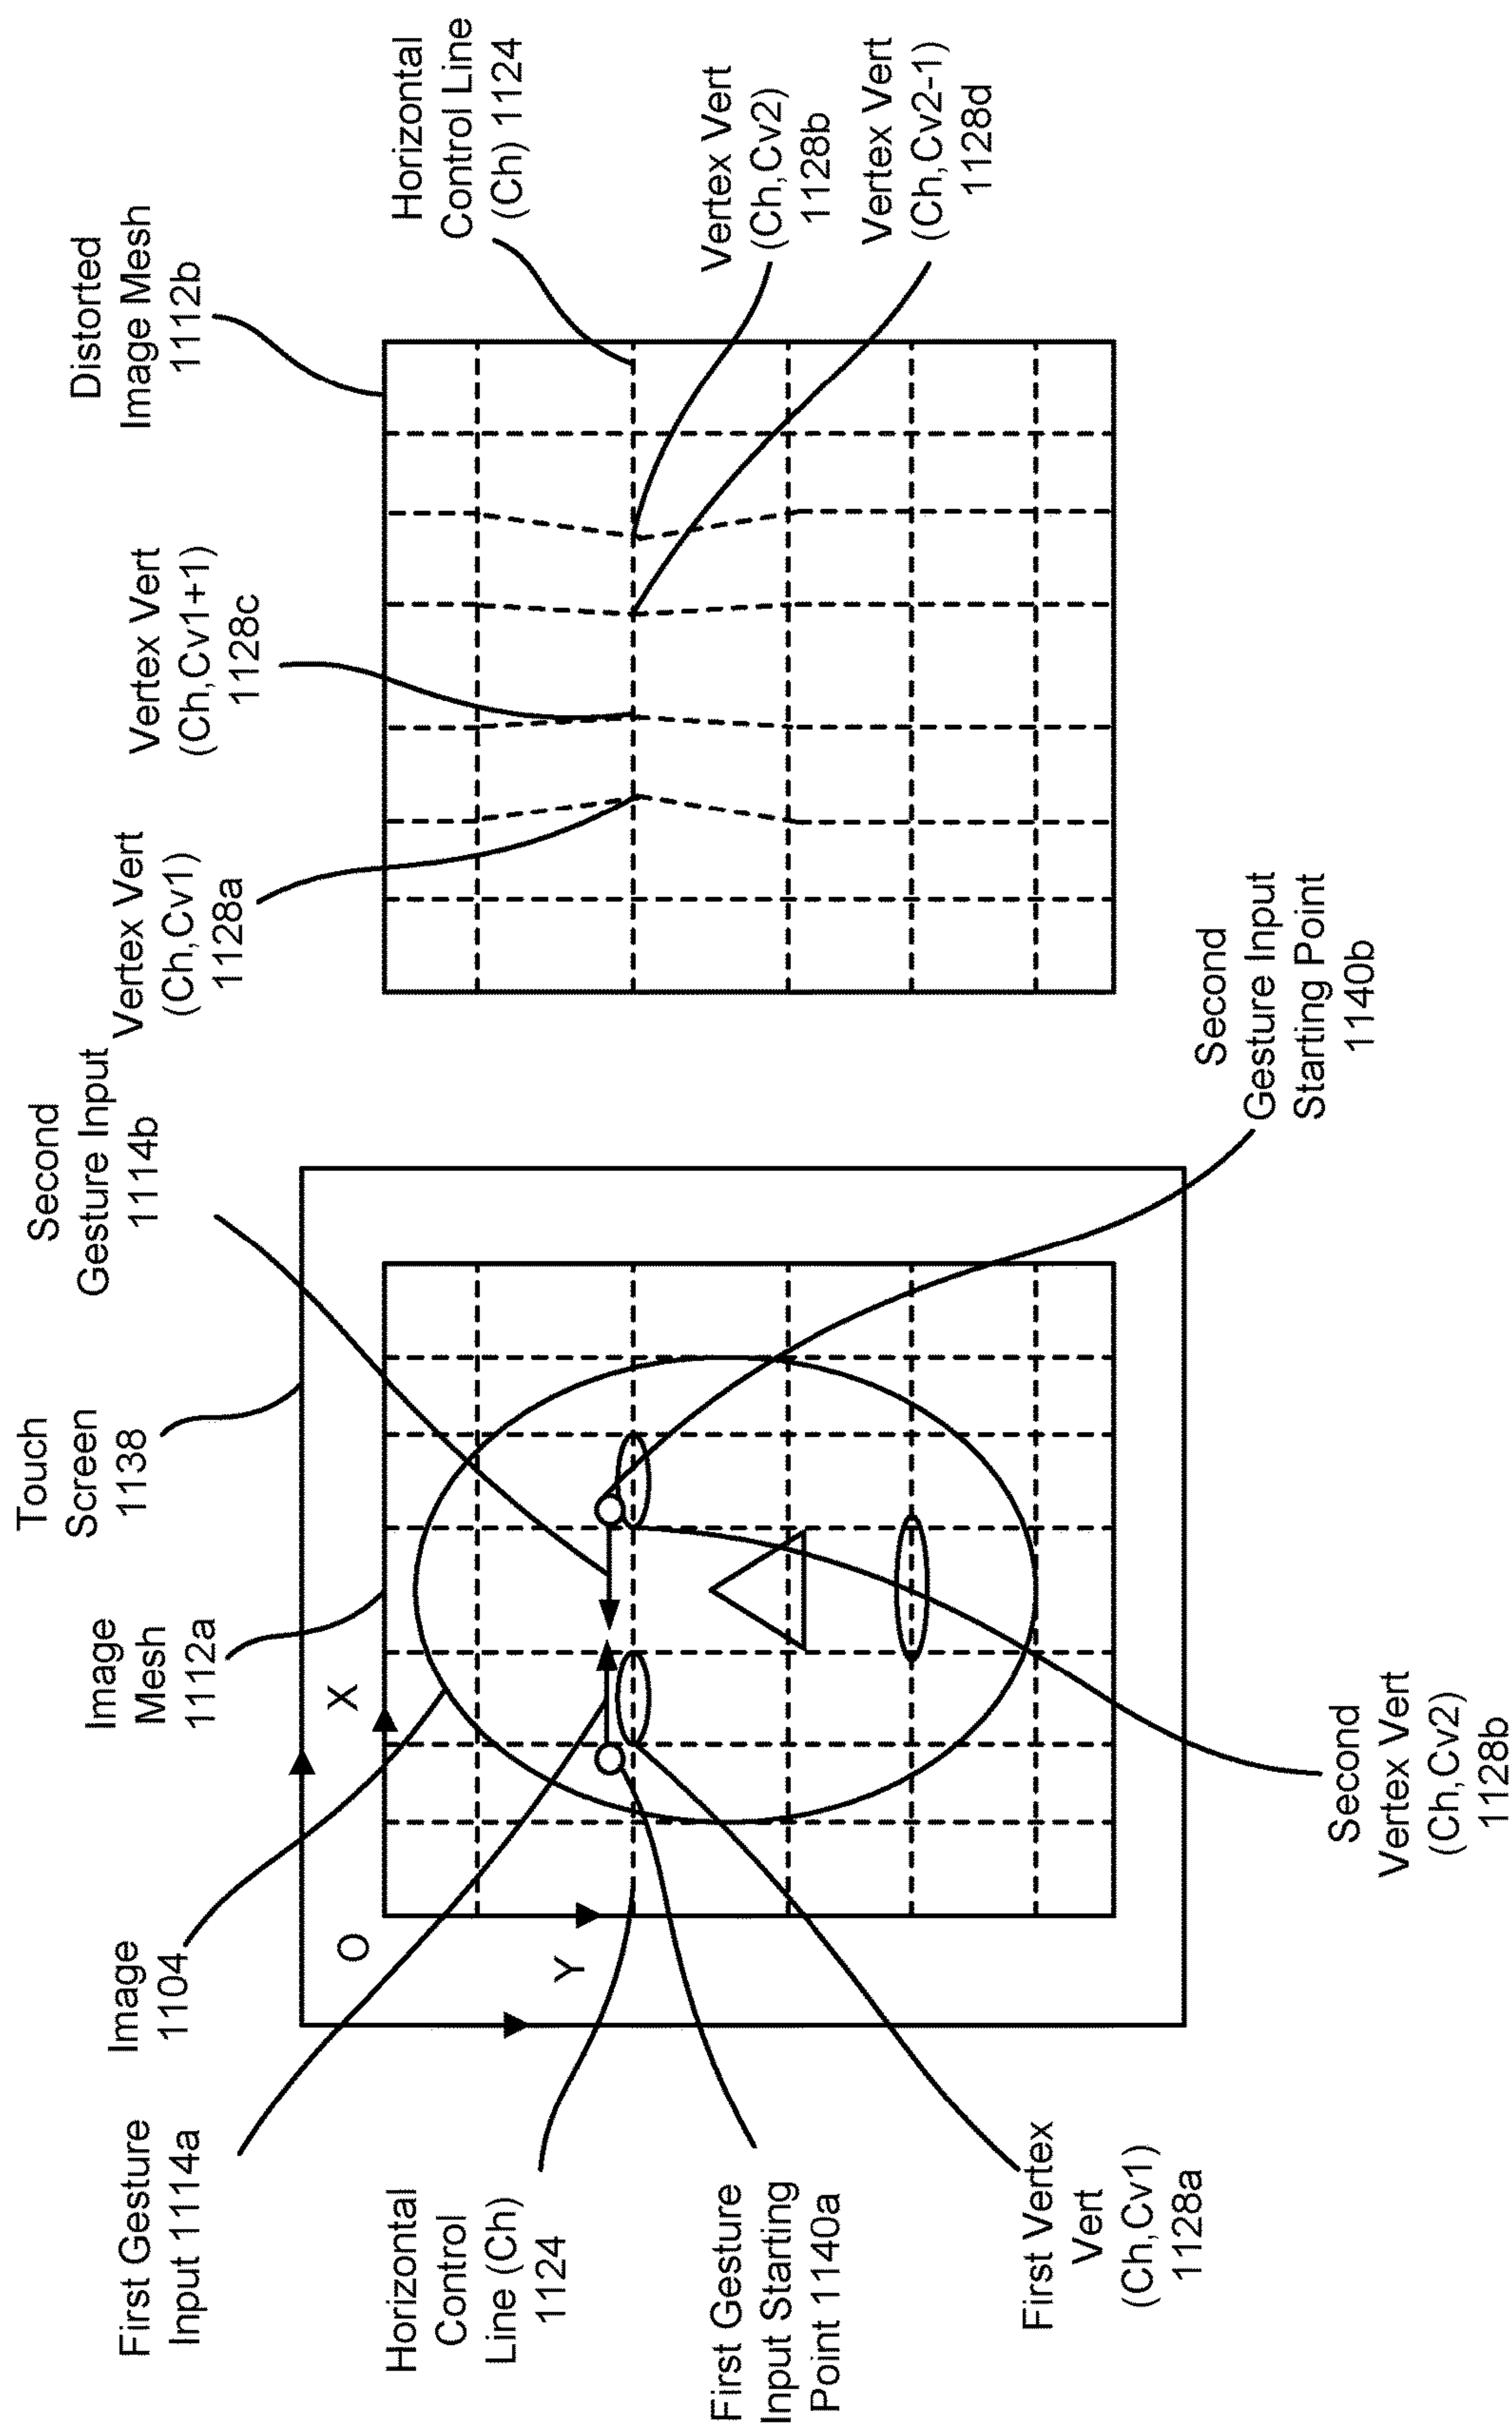 First Gesture
Input 1114a
Image
1104
Image
Mesh
1112a
Touch
Screen
1138
Second
Gesture Input
1114b
Vertex Vert
(Ch,Cv1)
1128a
Vertex Vert
(Ch,Cv1+1)
1128c
Distorted
Image Mesh
1112b
O
X
Y
Horizontal
Control
Line (Ch)
1124
First Gesture
Input Starting
Point 1140a
First Vertex
Vert
(Ch,Cv1)
1128a
Second
Vertex Vert
(Ch,Cv2)
1128b
Second
Gesture Input
Starting Point
1140b
Horizontal
Control Line
(Ch) 1124
Vertex Vert
(Ch,Cv2)
1128b
Vertex Vert
(Ch,Cv2-1)
1128d